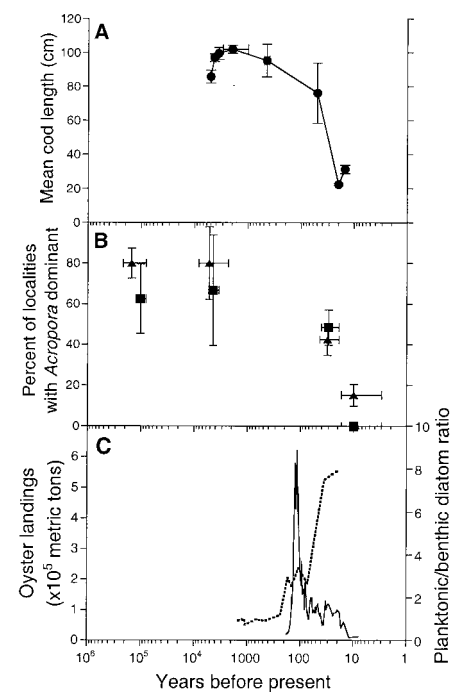 A
Mean cod length (cm)
120
100
80
60
40
20
0
B
Percent of localities
with Acropora dominant
80
60
40
20
0
C
Oyster landings
(x10⁵ metric tons)
6
5
4
3
2
1
0
10
8
6
4
2
0
Planktonic/benthic diatom ratio
10⁶ 10⁵ 10⁴ 1000 100 10 1
Years before present